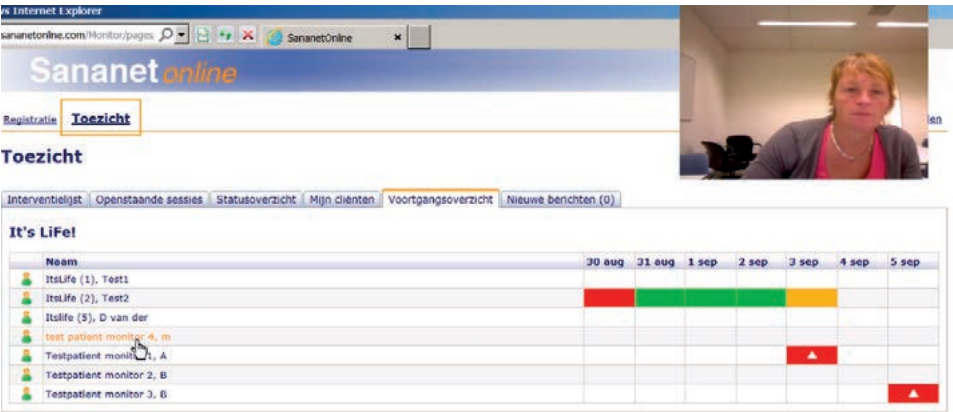 vs Internet Explorer
sananetonline.com/Monitor/pages SananetOnline
Sananet online
Registratie Toezicht en
Toezicht
Interventielijst Openstaande sessies Statusoverzicht Mijn cliënten Voortgangsoverzicht Nieuwe berichten (0)
It's LiFe!
Naam 30 aug 31 aug 1 sep 2 sep 3 sep 4 sep 5 sep
ItsLife (1), Test1
ItsLife (2), Test2
Itslife (5), D van der
test patient monitor 4, m
Testpatient monitor 1, A
Testpatient monitor 2, B
Testpatient monitor 3, B